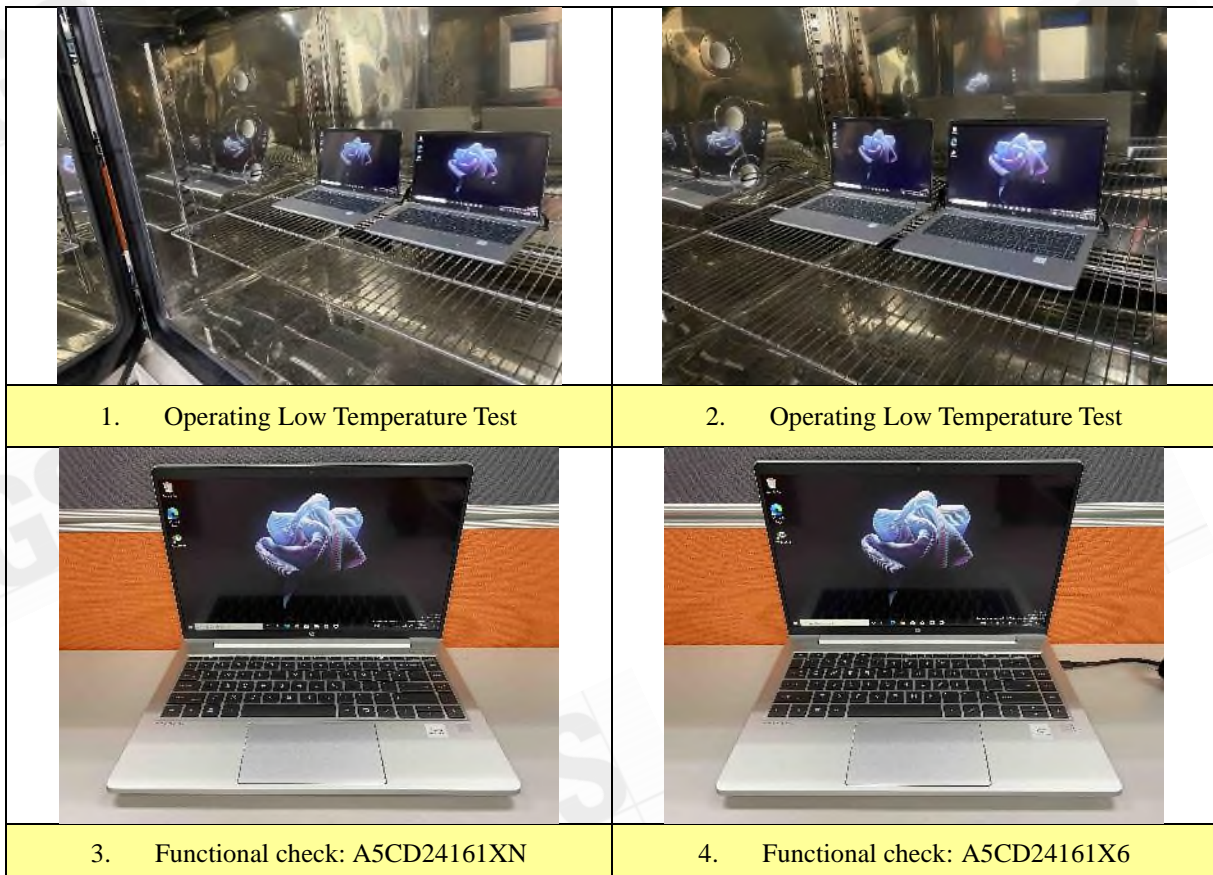 1. Operating Low Temperature Test
2. Operating Low Temperature Test
3. Functional check: A5CD24161XN
4. Functional check: A5CD24161X6